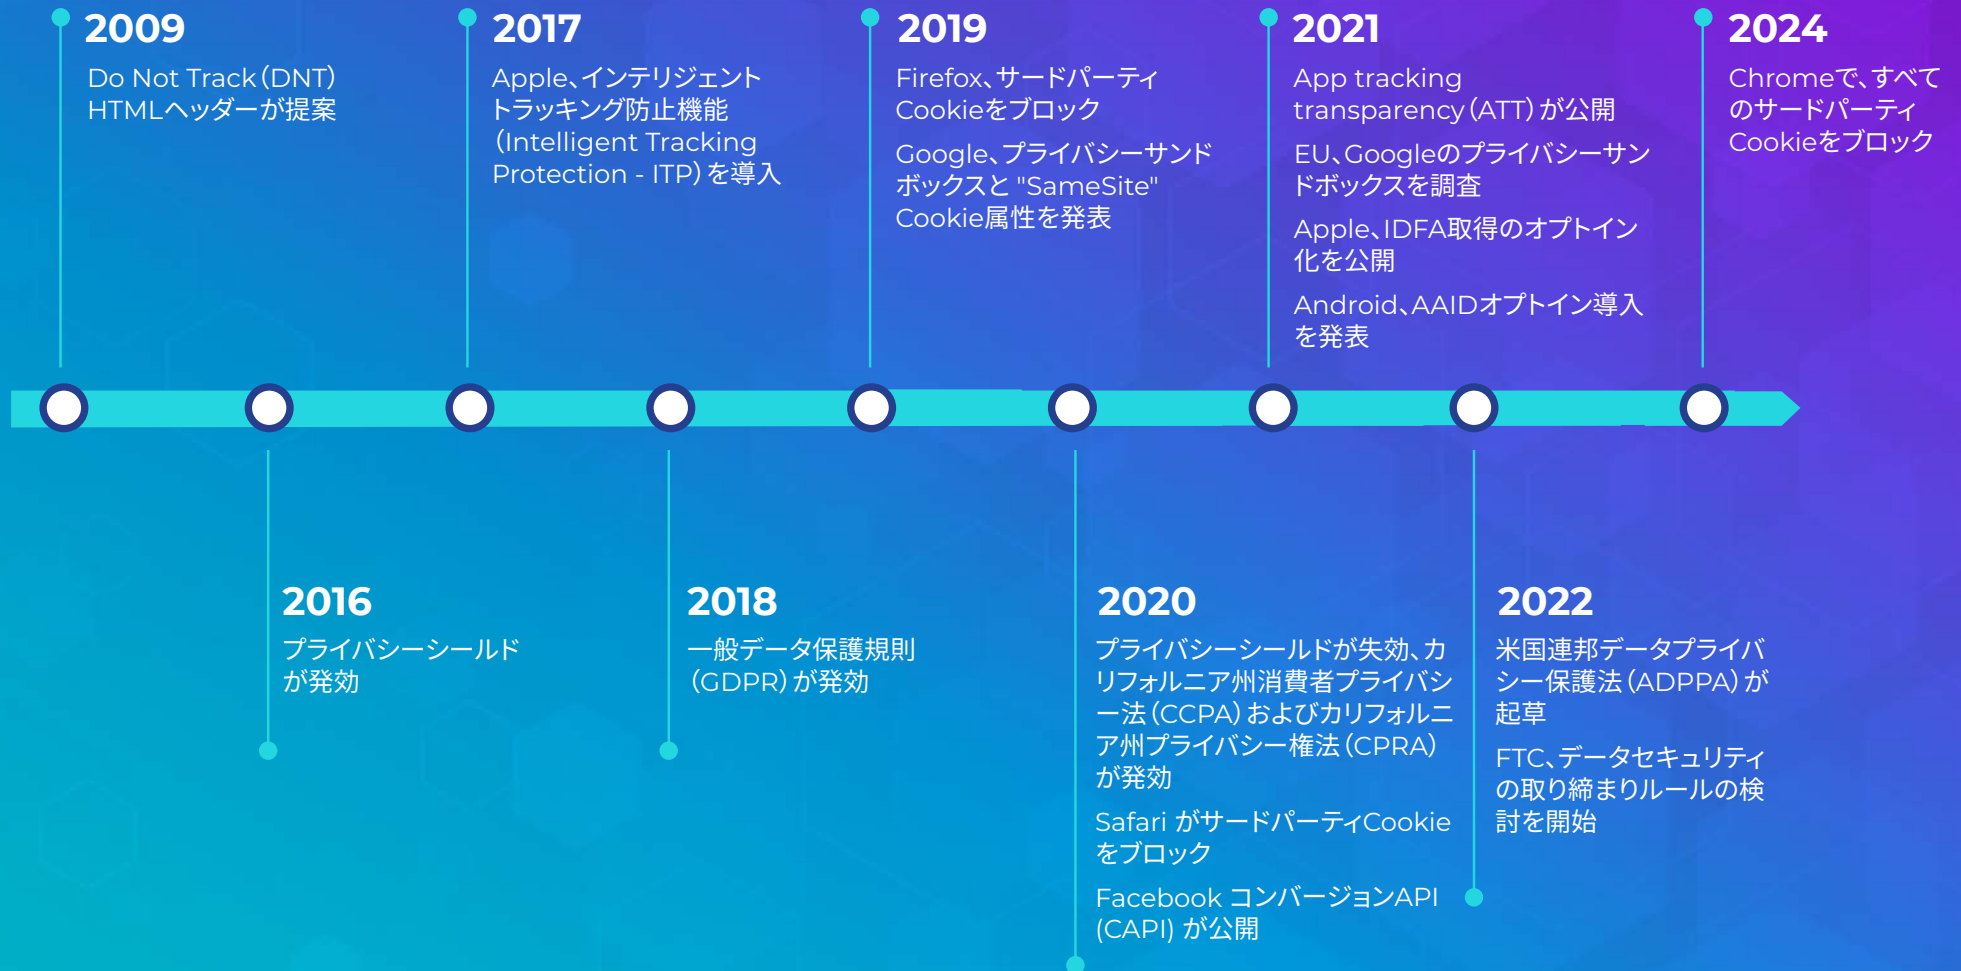 2009
Do Not Track（DNT）
HTMLヘッダーが提案
2017
Apple、インテリジェント
トラッキング防止機能
（Intelligent Tracking
Protection - ITP）を導入
2019
Firefox、サードパーティ
Cookieをブロック
Google、プライバシーサンド
ボックスと "SameSite"
Cookie属性を発表
2021
App tracking
transparency（ATT）が公開
EU、Googleのプライバシーサン
ドボックスを調査
Apple、IDFA取得のオプトイン
化を公開
Android、AAIDオプトイン導入
を発表
2024
Chromeで、すべて
のサードパーティ
Cookieをブロック
2016
プライバシーシールド
が発効
2018
一般データ保護規則
（GDPR）が発効
2020
プライバシーシールドが失効、カ
リフォルニア州消費者プライバシ
ー法（CCPA）およびカリフォルニ
ア州プライバシー権法（CPRA）
が発効
Safari がサードパーティCookie
をブロック
Facebook コンバージョンAPI
(CAPI) が公開
2022
米国連邦データプライバ
シー保護法（ADPPA）が
起草
FTC、データセキュリティ
の取り締まりルールの検
討を開始